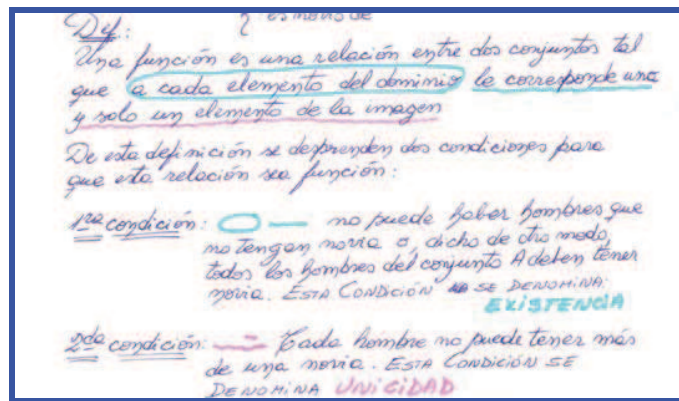 es novio de
Def.:
Una función es una relación entre dos conjuntos tal
que a cada elemento del dominio le corresponde uno
y solo un elemento de la imagen
De esta definición se desprenden dos condiciones para
que esta relación sea función:
1ra condición: no puede haber hombres que
no tengan novia o, dicho de otro modo,
todos los hombres del conjunto A deben tener
novia. ESTA CONDICIÓN SE DENOMINA:
EXISTENCIA
2da condición: Cada hombre no puede tener más
de una novia. ESTA CONDICIÓN SE
DENOMINA UNICIDAD